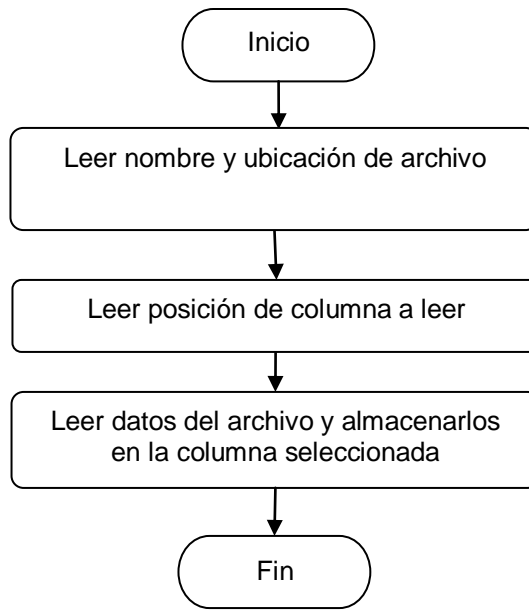 Inicio
Leer nombre y ubicación de archivo
Leer posición de columna a leer
Leer datos del archivo y almacenarlos
en la columna seleccionada
Fin